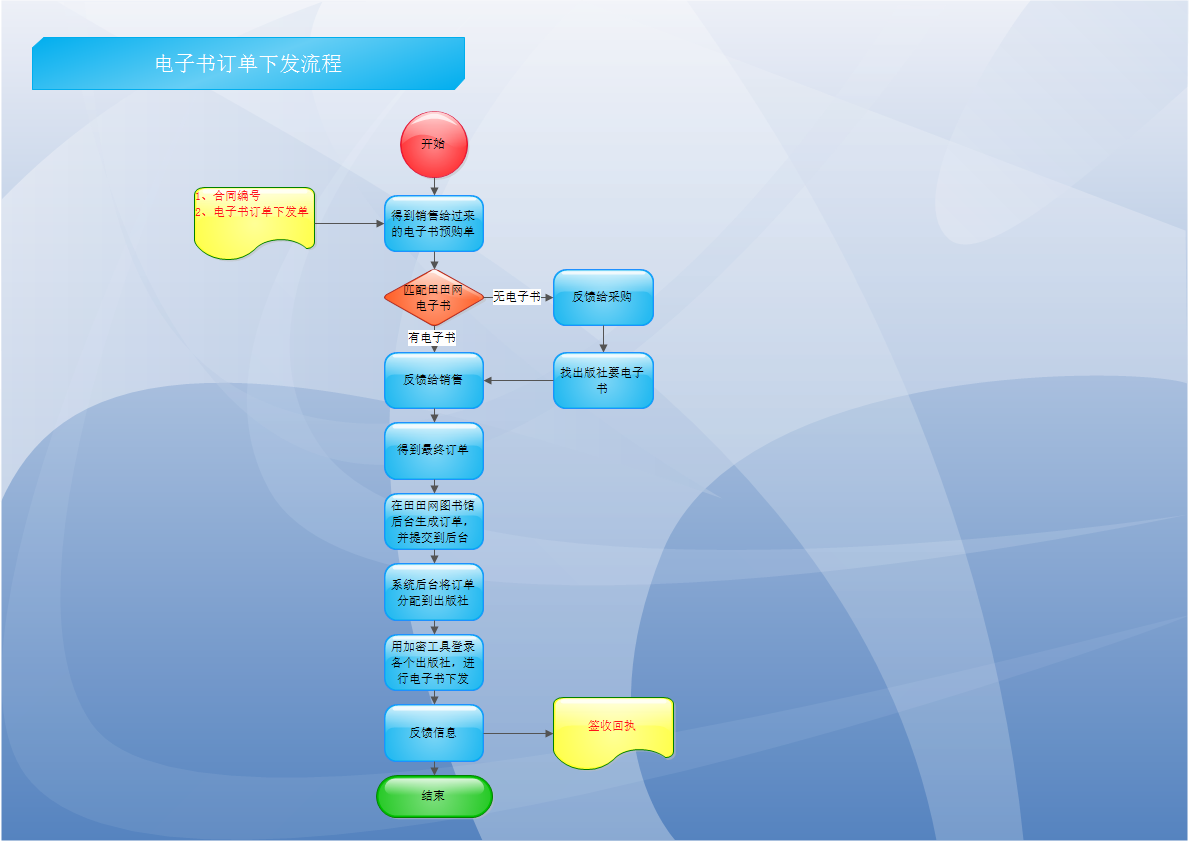 电子书订单下发流程
开始
1、合同编号
2、电子书订单下发单
得到销售给过来
的电子书预购单
匹配田田网
电子书
无电子书
反馈给采购
有电子书
反馈给销售
找出版社要电子
书
得到最终订单
在田田网图书馆
后台生成订单，
并提交到后台
系统后台将订单
分配到出版社
用加密工具登录
各个出版社，进
行电子书下发
反馈信息
签收回执
结束